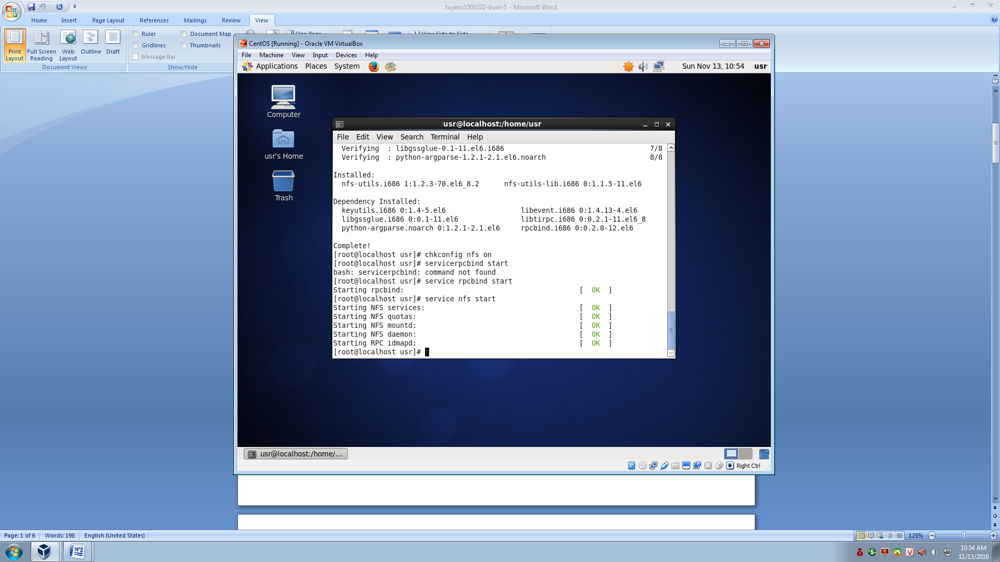 tuyenc1500221-buoi-5 - Microsoft Word
Home Insert Page Layout References Mailings Review View
Ruler Document Map
Gridlines Thumbnails
Message Bar
Print Layout Full Screen Reading Web Layout Outline Draft
Document Views Show/Hide
One Page View Side by Side
CentOS [Running] - Oracle VM VirtualBox
File Machine View Input Devices Help
Applications Places System Sun Nov 13, 10:54 usr
Computer
usr's Home
Trash
usr@localhost:/home/usr
File Edit View Search Terminal Help
Verifying : libgssglue-0.1-11.el6.i686 7/8
Verifying : python-argparse-1.2.1-2.1.el6.noarch 8/8
Installed:
nfs-utils.i686 1:1.2.3-70.el6_8.2 nfs-utils-lib.i686 0:1.1.5-11.el6
Dependency Installed:
keyutils.i686 0:1.4-5.el6 libevent.i686 0:1.4.13-4.el6
libgssglue.i686 0:0.1-11.el6 libtirpc.i686 0:0.2.1-11.el6_8
python-argparse.noarch 0:1.2.1-2.1.el6 rpcbind.i686 0:0.2.0-12.el6
Complete!
[root@localhost usr]# chkconfig nfs on
[root@localhost usr]# servicerpcbind start
bash: servicerpcbind: command not found
[root@localhost usr]# service rpcbind start
Starting rpcbind: [ OK ]
[root@localhost usr]# service nfs start
Starting NFS services: [ OK ]
Starting NFS quotas: [ OK ]
Starting NFS mountd: [ OK ]
Starting NFS daemon: [ OK ]
Starting RPC idmapd: [ OK ]
[root@localhost usr]#
usr@localhost:/home/...
Right Ctrl
Page: 1 of 6 Words: 198 English (United States) 125%
10:54 AM
11/13/2016